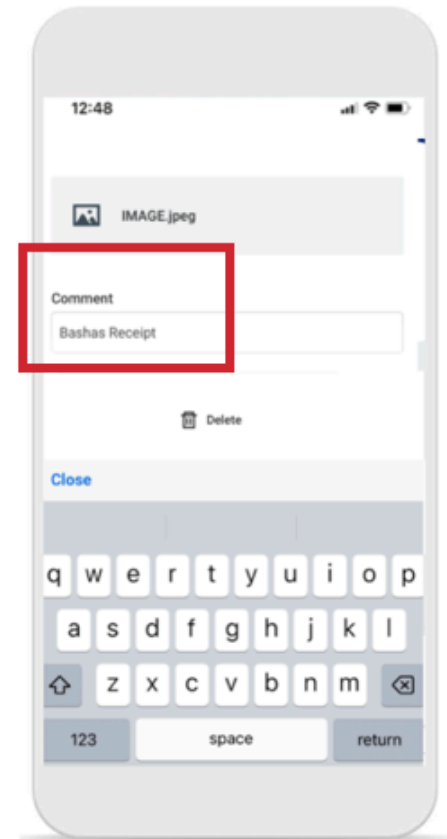 12:48
IMAGE.jpeg
Comment
Bashas Receipt
Delete
Close
q w e r t y u i o p
a s d f g h j k l
z x c v b n m
123 space return